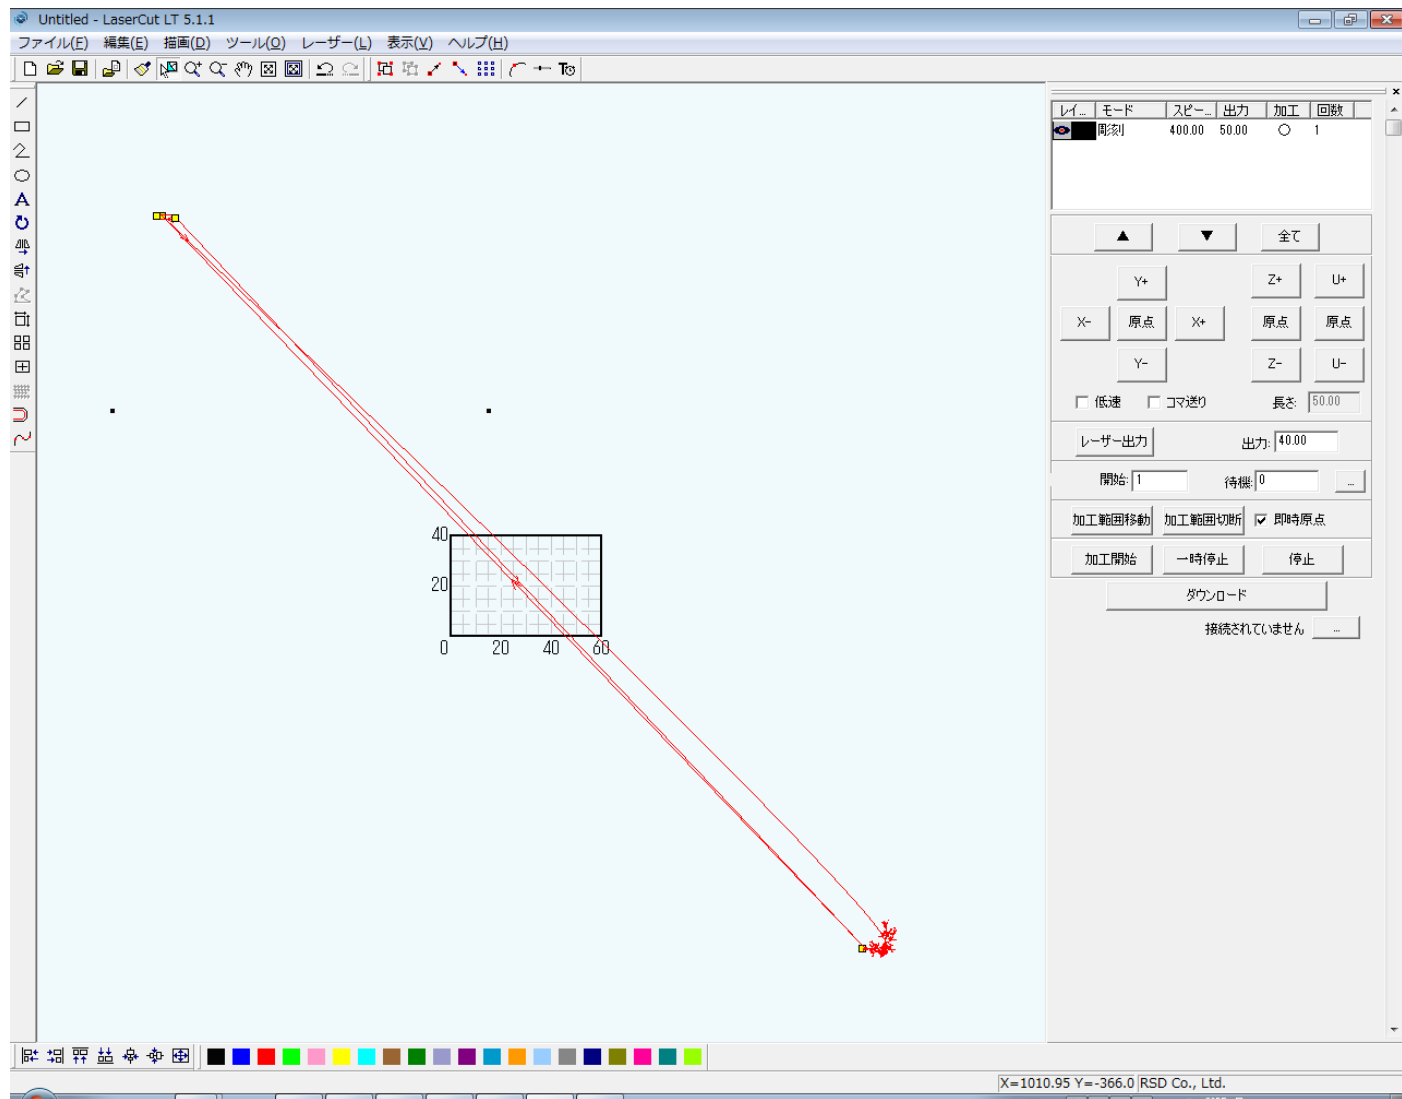 Untitled - LaserCut LT 5.1.1
ファイル(F) 編集(E) 描画(D) ツール(O) レーザー(L) 表示(V) ヘルプ(H)
レイ... モード スピー... 出力 加工 回数
彫刻 400.00 50.00 ○ 1
▲ ▼ 全て
Y+ Z+ U+
X- 原点 X+ 原点 原点
Y- Z- U-
低速 コマ送り 長さ: 50.00
レーザー出力 出力: 40.00
開始: 1 待機: 0 ...
加工範囲移動 加工範囲切断 即時原点
加工開始 一時停止 停止
ダウンロード
接続されていません ...
40
20
0 20 40 60
X=1010.95 Y=-366.0 RSD Co., Ltd.